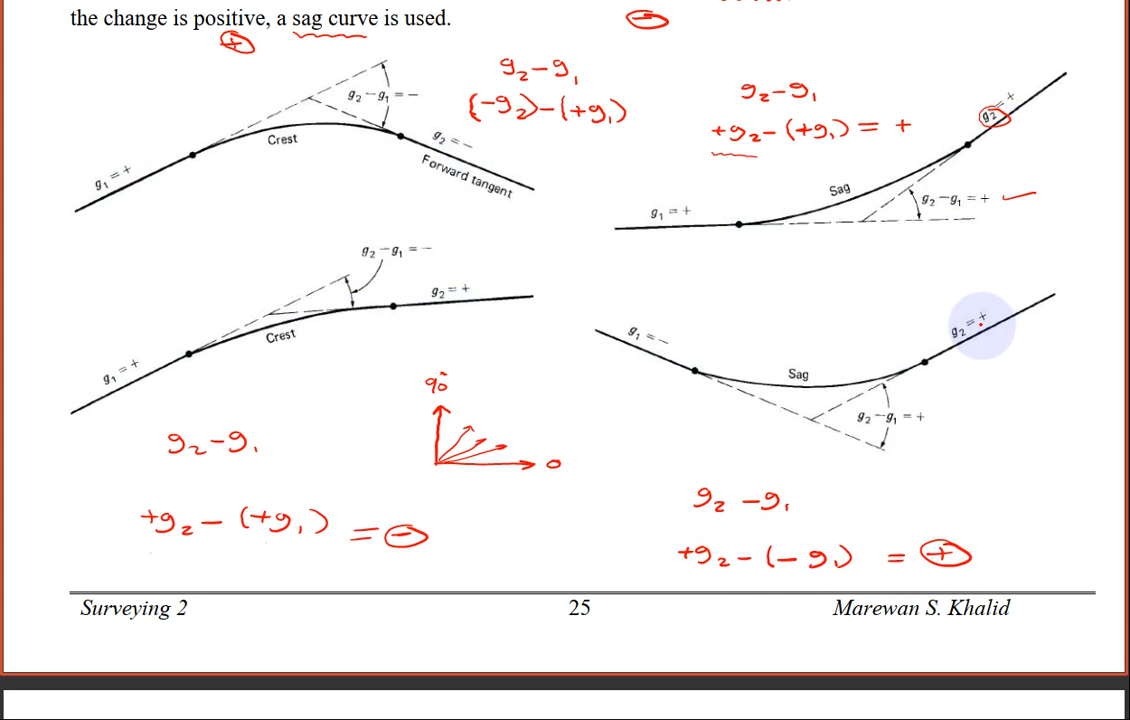 the change is positive, a sag curve is used.
+
−
g₂−g₁ = −
Crest
g₁ = +
g₂ = −
Forward tangent
g₂−g₁
(−g₂)−(+g₁)
g₂−g₁
+g₂−(+g₁) = +
g₂ = +
Sag
g₂−g₁ = +
g₁ = +
g₂−g₁ = −
g₂ = +
Crest
g₁ = +
g₁ = −
g₂ = +
Sag
g₂−g₁ = +
90°
0
g₂−g₁
+g₂−(+g₁) = −
g₂−g₁
+g₂−(−g₁) = +
Surveying 2 25 Marewan S. Khalid